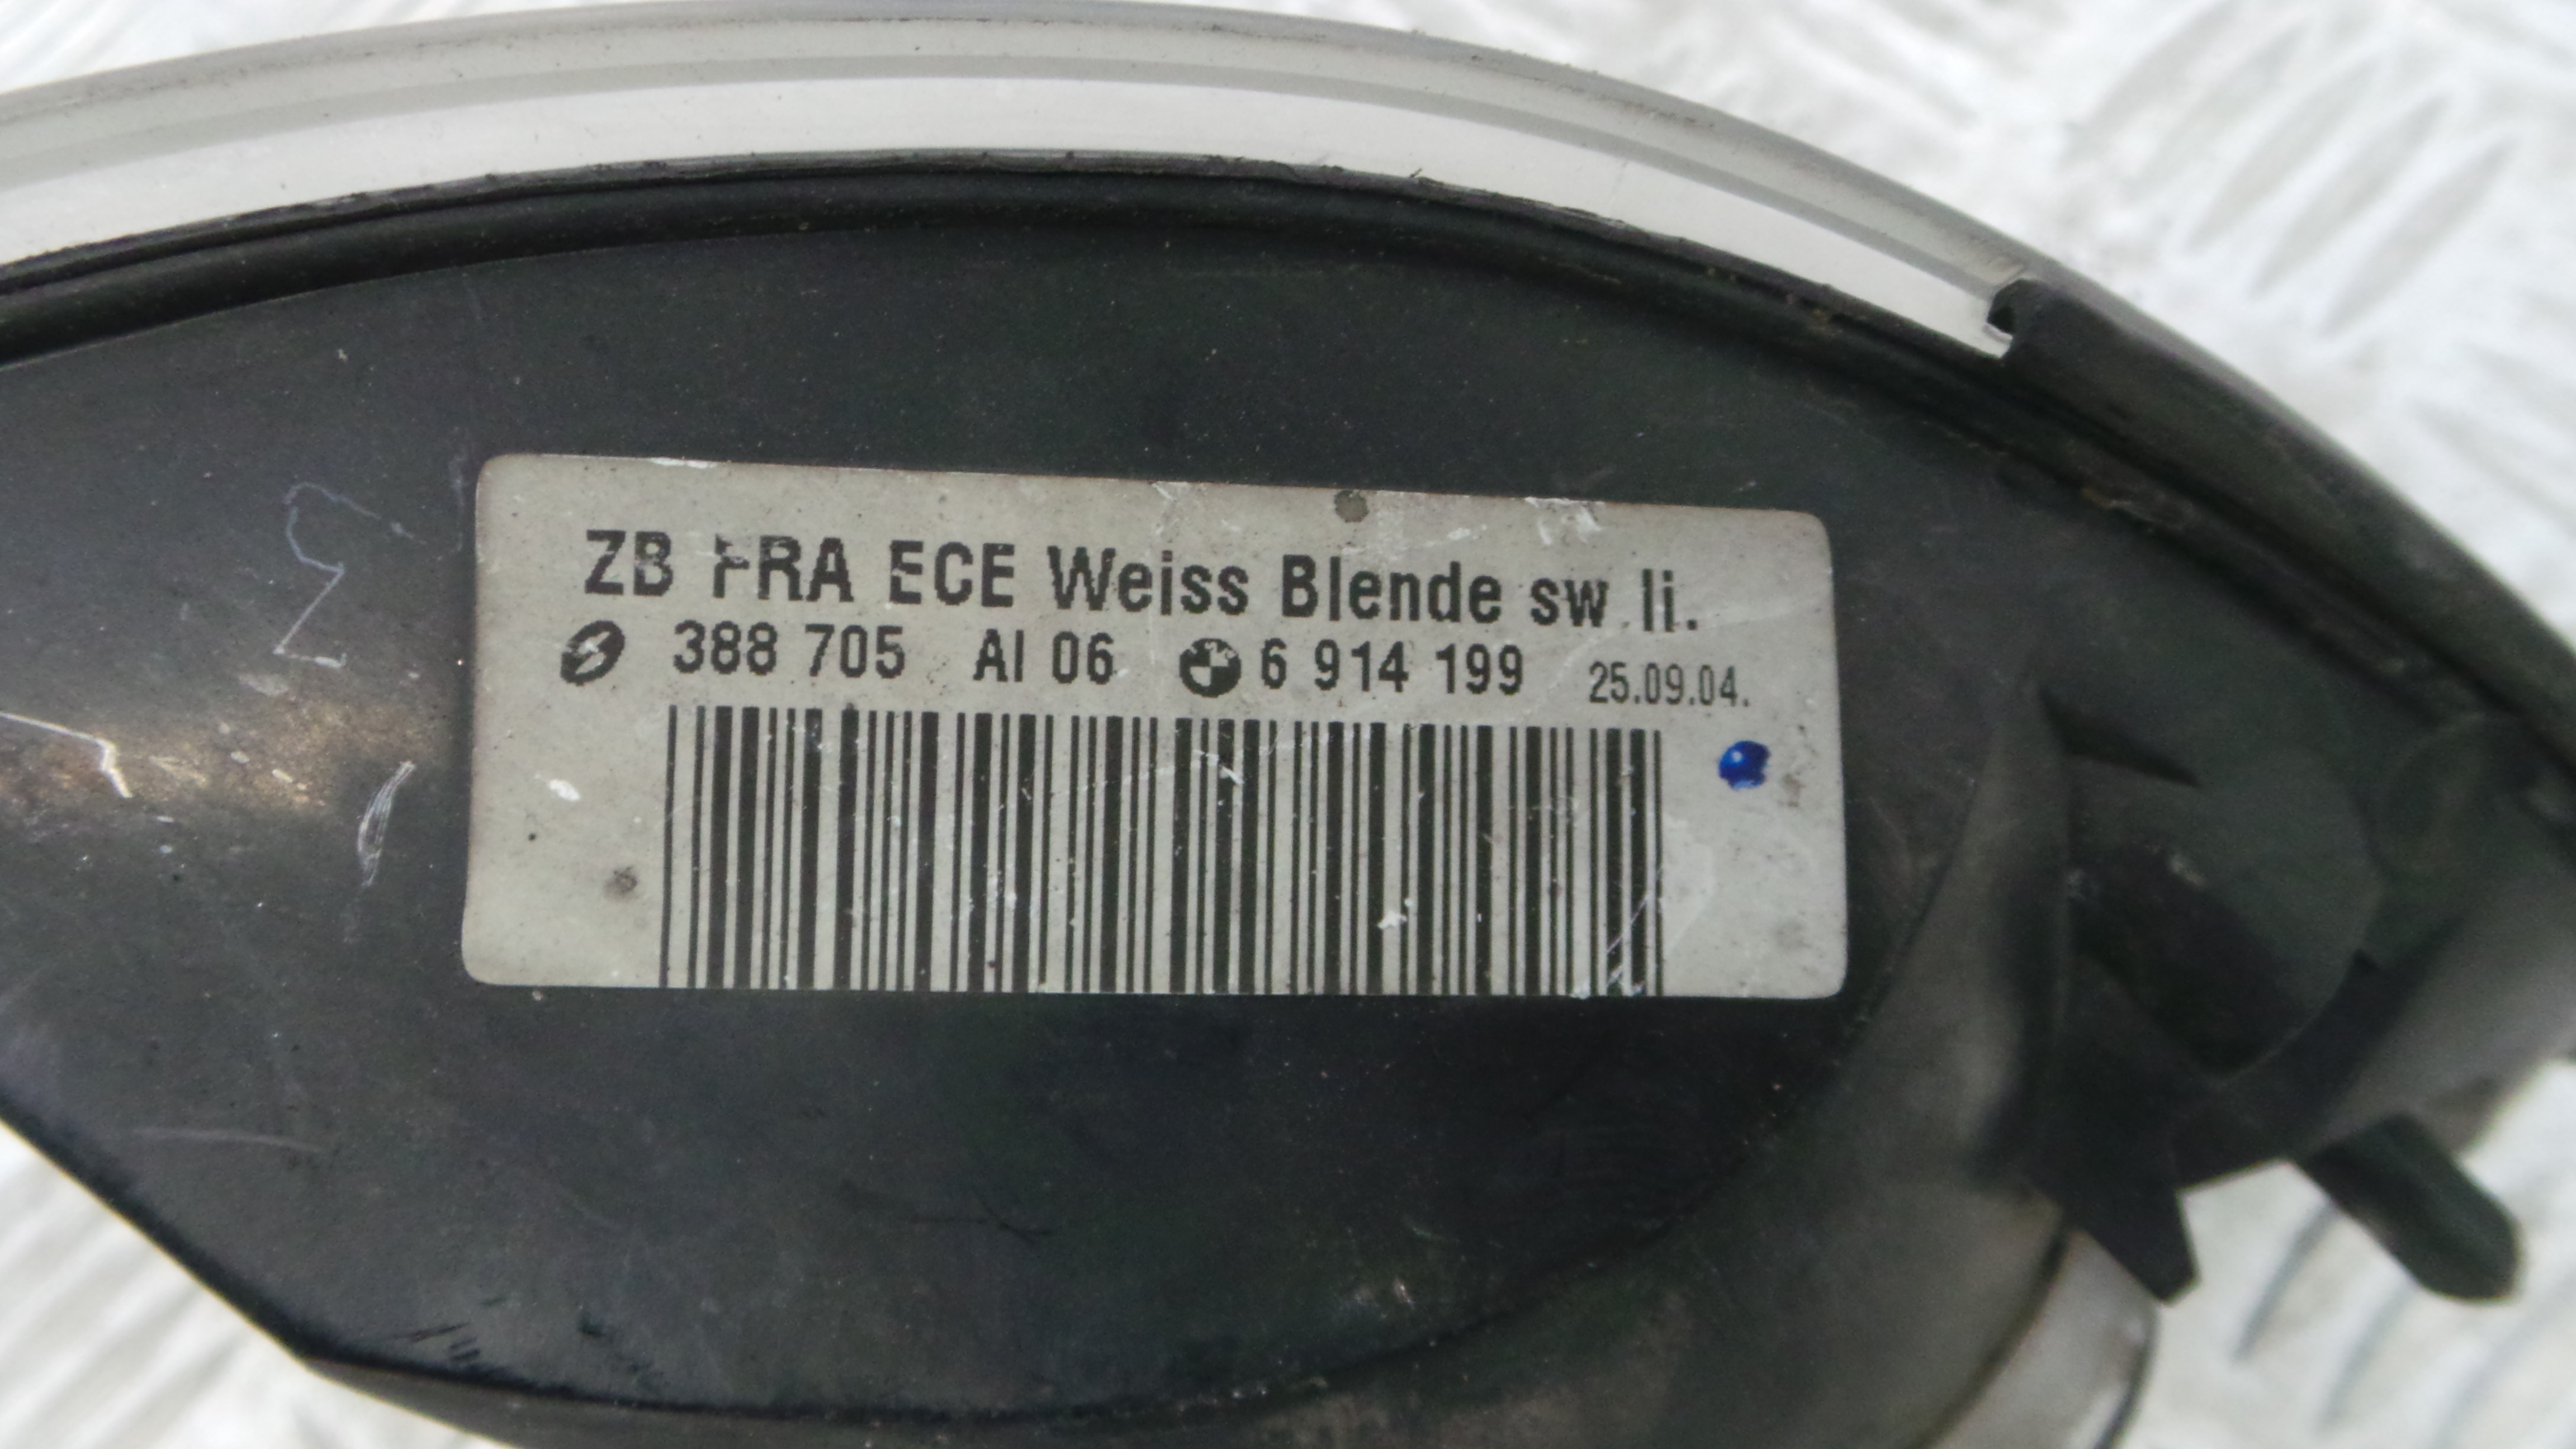 ZB FRA ECE Weiss Blende sw li.
388 705 AI 06 6 914 199 25.09.04.